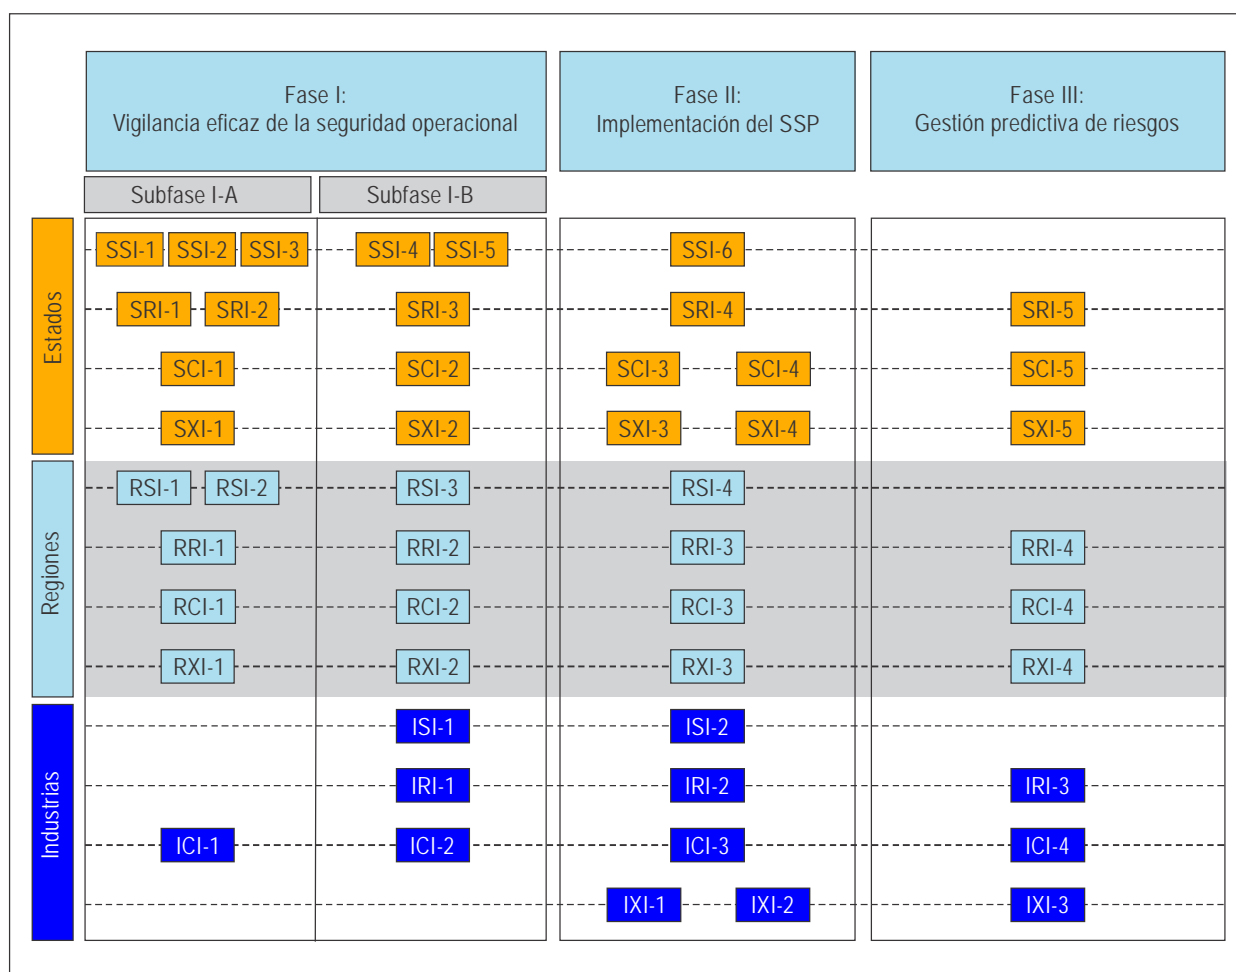 Fase I:
Vigilancia eficaz de la seguridad operacional
Fase II:
Implementación del SSP
Fase III:
Gestión predictiva de riesgos
Subfase I-A
Subfase I-B
Estados
SSI-1 SSI-2 SSI-3 SSI-4 SSI-5 SSI-6
SRI-1 SRI-2 SRI-3 SRI-4 SRI-5
SCI-1 SCI-2 SCI-3 SCI-4 SCI-5
SXI-1 SXI-2 SXI-3 SXI-4 SXI-5
Regiones
RSI-1 RSI-2 RSI-3 RSI-4
RRI-1 RRI-2 RRI-3 RRI-4
RCI-1 RCI-2 RCI-3 RCI-4
RXI-1 RXI-2 RXI-3 RXI-4
Industrias
ISI-1 ISI-2
IRI-1 IRI-2 IRI-3
ICI-1 ICI-2 ICI-3 ICI-4
IXI-1 IXI-2 IXI-3